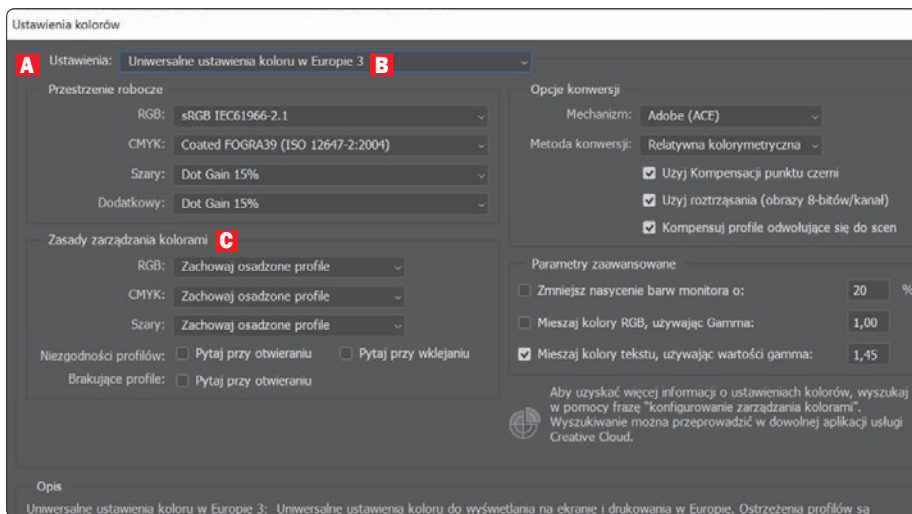 Ustawienia kolorów
A Ustawienia: Uniwersalne ustawienia koloru w Europie 3 B
Przestrzenie robocze
RGB: sRGB IEC61966-2.1
CMYK: Coated FOGRA39 (ISO 12647-2:2004)
Szary: Dot Gain 15%
Dodatkowy: Dot Gain 15%
Zasady zarządzania kolorami C
RGB: Zachowaj osadzone profile
CMYK: Zachowaj osadzone profile
Szary: Zachowaj osadzone profile
Niezgodności profilów: Pytaj przy otwieraniu Pytaj przy wklejaniu
Brakujące profile: Pytaj przy otwieraniu
Opcje konwersji
Mechanizm: Adobe (ACE)
Metoda konwersji: Relatywna kolorymetryczna
Użyj Kompensacji punktu czerni
Użyj roztrząsania (obrazy 8-bitów/kanał)
Kompensuj profile odwołujące się do scen
Parametry zaawansowane
Zmniejsz nasycenie barw monitora o: 20 %
Mieszaj kolory RGB, używając Gamma: 1,00
Mieszaj kolory tekstu, używając wartości gamma: 1,45
Aby uzyskać więcej informacji o ustawieniach kolorów, wyszukaj
w pomocy frazę "konfigurowanie zarządzania kolorami".
Wyszukiwanie można przeprowadzić w dowolnej aplikacji usługi
Creative Cloud.
Opis
Uniwersalne ustawienia koloru w Europie 3: Uniwersalne ustawienia koloru do wyświetlania na ekranie i drukowania w Europie. Ostrzeżenia profilów są